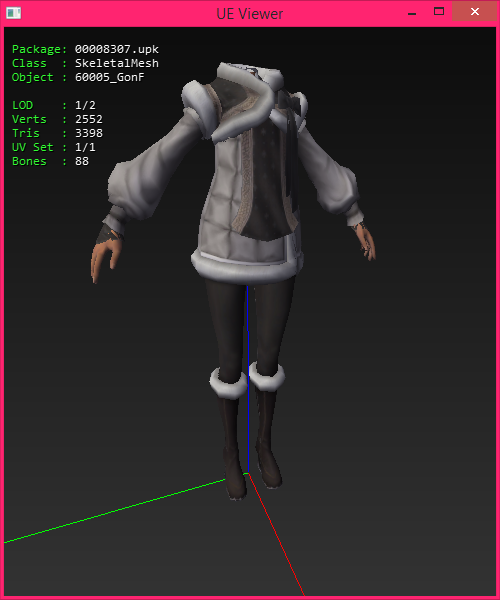 UE Viewer
Package: 00008307.upk
Class : SkeletalMesh
Object : 60005_GonF
LOD : 1/2
Verts : 2552
Tris : 3398
UV Set : 1/1
Bones : 88